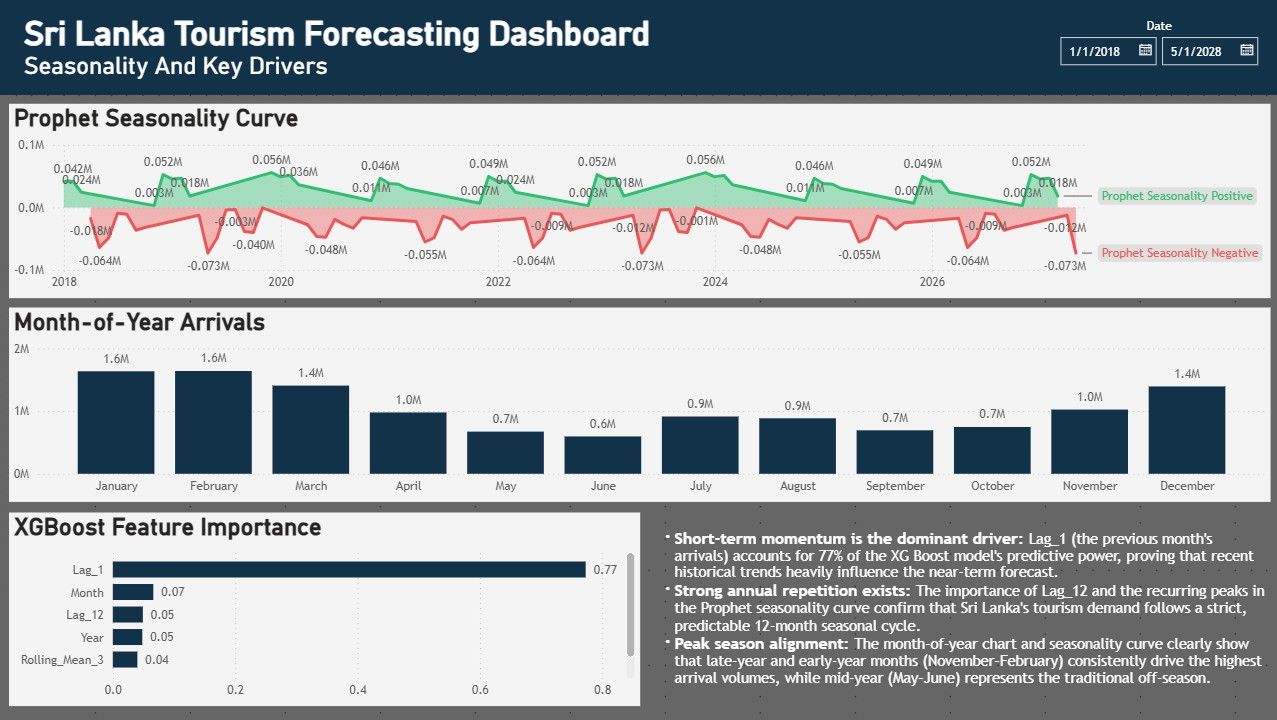 Sri Lanka Tourism Forecasting Dashboard
Seasonality And Key Drivers
Date
1/1/2018 5/1/2028
Prophet Seasonality Curve
0.1M
0.0M
-0.1M
0.042M
0.024M
0.052M
0.003M
0.018M
0.056M
0.036M
0.046M
0.011M
0.049M
0.007M
0.024M
0.052M
0.003M
0.018M
0.056M
0.046M
0.011M
0.049M
0.007M
0.052M
0.003M
0.018M
-0.018M
-0.064M
-0.073M
-0.003M
-0.040M
-0.048M
-0.055M
-0.064M
-0.009M
-0.012M
-0.073M
-0.001M
-0.048M
-0.055M
-0.064M
-0.009M
-0.012M
-0.073M
Prophet Seasonality Positive
Prophet Seasonality Negative
2018 2020 2022 2024 2026
Month-of-Year Arrivals
2M
1M
0M
1.6M 1.6M 1.4M 1.0M 0.7M 0.6M 0.9M 0.9M 0.7M 0.7M 1.0M 1.4M
January February March April May June July August September October November December
XGBoost Feature Importance
Lag_1 0.77
Month 0.07
Lag_12 0.05
Year 0.05
Rolling_Mean_3 0.04
0.0 0.2 0.4 0.6 0.8
• Short-term momentum is the dominant driver: Lag_1 (the previous month's
arrivals) accounts for 77% of the XG Boost model's predictive power, proving that recent
historical trends heavily influence the near-term forecast.
• Strong annual repetition exists: The importance of Lag_12 and the recurring peaks in
the Prophet seasonality curve confirm that Sri Lanka's tourism demand follows a strict,
predictable 12-month seasonal cycle.
• Peak season alignment: The month-of-year chart and seasonality curve clearly show
that late-year and early-year months (November-February) consistently drive the highest
arrival volumes, while mid-year (May-June) represents the traditional off-season.